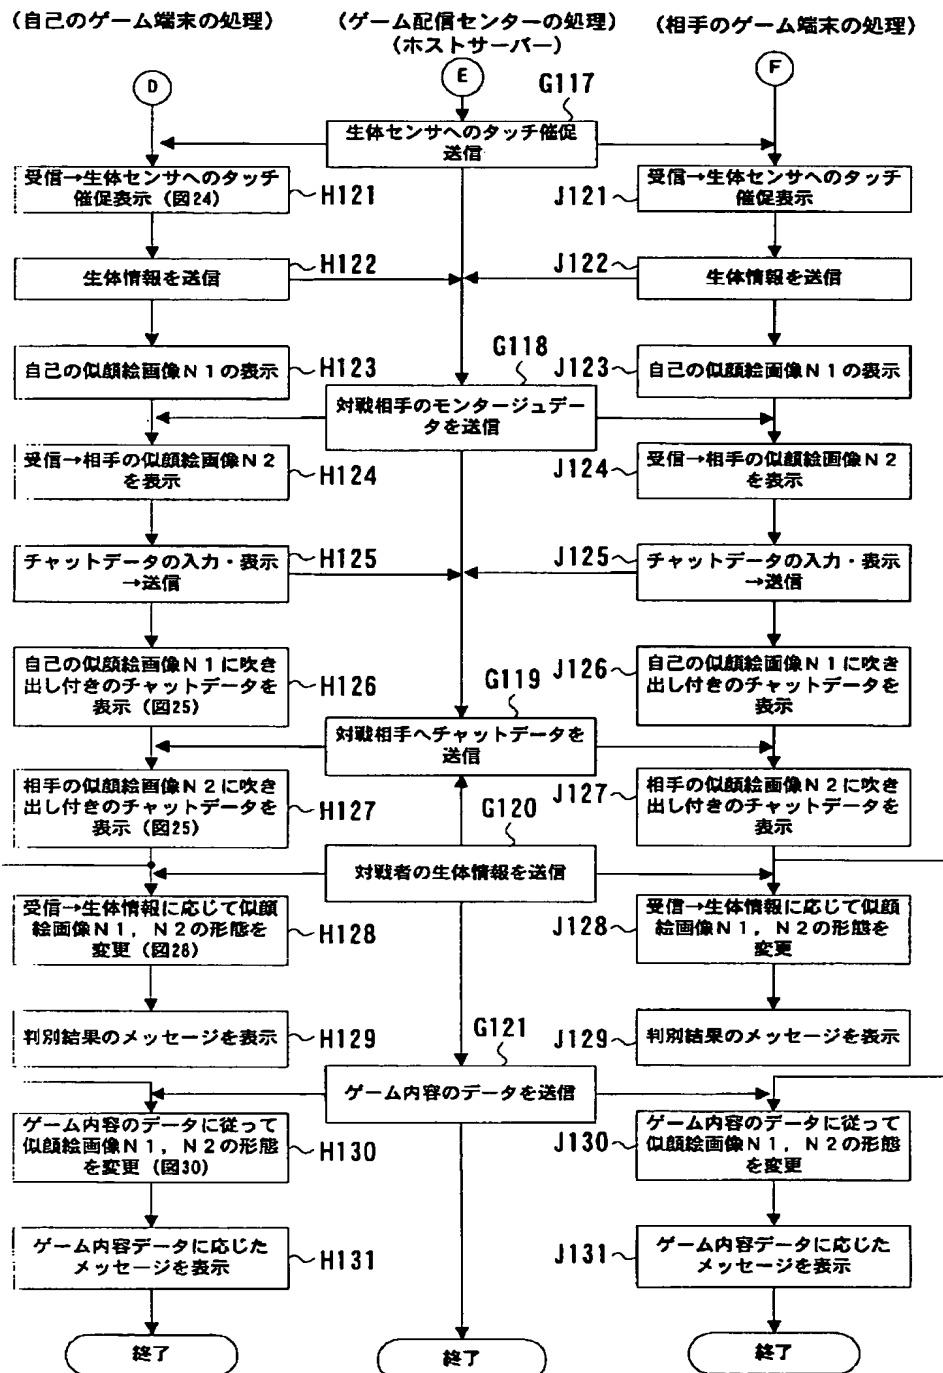 (自己のゲーム端末の処理)
(ゲーム配信センターの処理)
(ホストサーバー)
(相手のゲーム端末の処理)
D
E
F
G117
生体センサへのタッチ催促
送信
受信→生体センサへのタッチ
催促表示(図24)
H121
J121
受信→生体センサへのタッチ
催促表示
生体情報を送信
H122
J122
生体情報を送信
自己の似顔絵画像N1の表示
H123
G118
J123
自己の似顔絵画像N1の表示
対戦相手のモンタージュデー
タを送信
受信→相手の似顔絵画像N2
を表示
H124
J124
受信→相手の似顔絵画像N2
を表示
チャットデータの入力・表示
→送信
H125
J125
チャットデータの入力・表示
→送信
自己の似顔絵画像N1に吹き
出し付きのチャットデータを
表示(図25)
H126
G119
J126
自己の似顔絵画像N1に吹き
出し付きのチャットデータを
表示
対戦相手へチャットデータを
送信
相手の似顔絵画像N2に吹き
出し付きのチャットデータを
表示(図25)
H127
G120
J127
相手の似顔絵画像N2に吹き
出し付きのチャットデータを
表示
対戦者の生体情報を送信
受信→生体情報に応じて似顔
絵画像N1,N2の形態を
変更(図26)
H128
J128
受信→生体情報に応じて似顔
絵画像N1,N2の形態を
変更
判別結果のメッセージを表示
H129
G121
J129
判別結果のメッセージを表示
ゲーム内容のデータを送信
ゲーム内容のデータに従って
似顔絵画像N1,N2の形態
を変更(図30)
H130
J130
ゲーム内容のデータに従って
似顔絵画像N1,N2の形態
を変更
ゲーム内容データに応じた
メッセージを表示
H131
J131
ゲーム内容データに応じた
メッセージを表示
終了
終了
終了